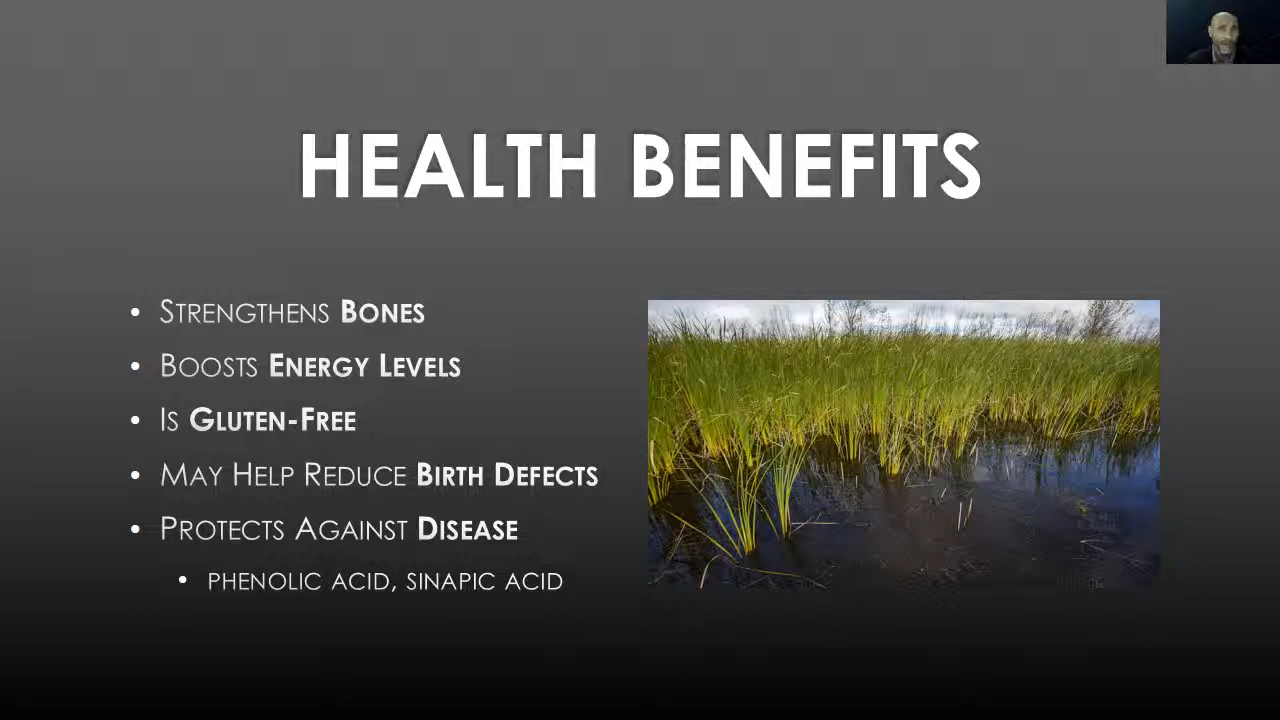 HEALTH BENEFITS
• Strengthens Bones
• Boosts Energy Levels
• Is Gluten-Free
• May Help Reduce Birth Defects
• Protects Against Disease
• phenolic acid, sinapic acid